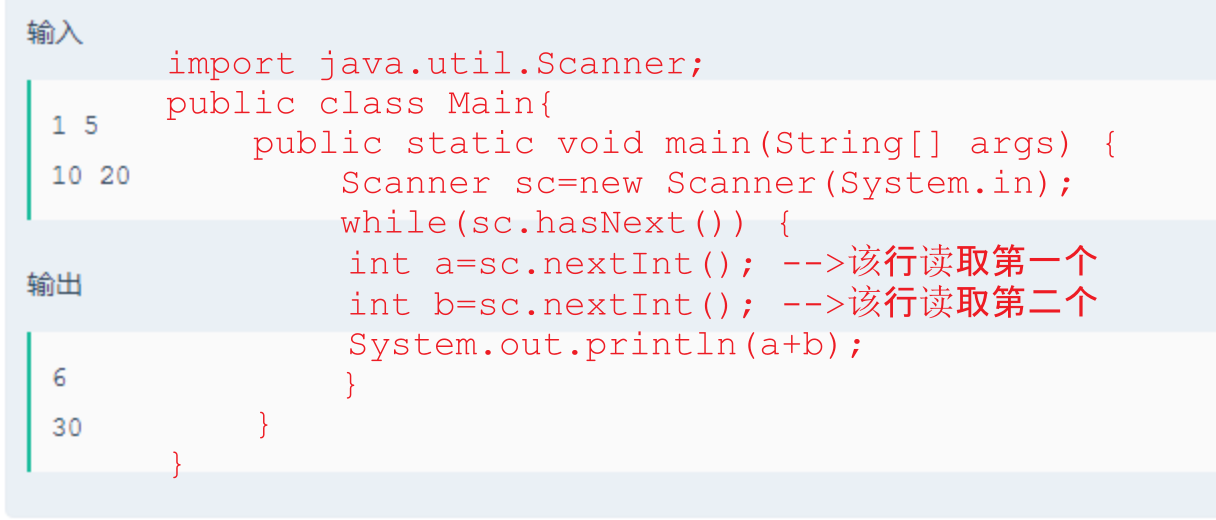 输入
import java.util.Scanner;
public class Main{
1 5
public static void main(String[] args) {
10 20
Scanner sc=new Scanner(System.in);
while(sc.hasNext()) {
int a=sc.nextInt(); -->该行读取第一个
输出
int b=sc.nextInt(); -->该行读取第二个
System.out.println(a+b);
6
}
30
}
}